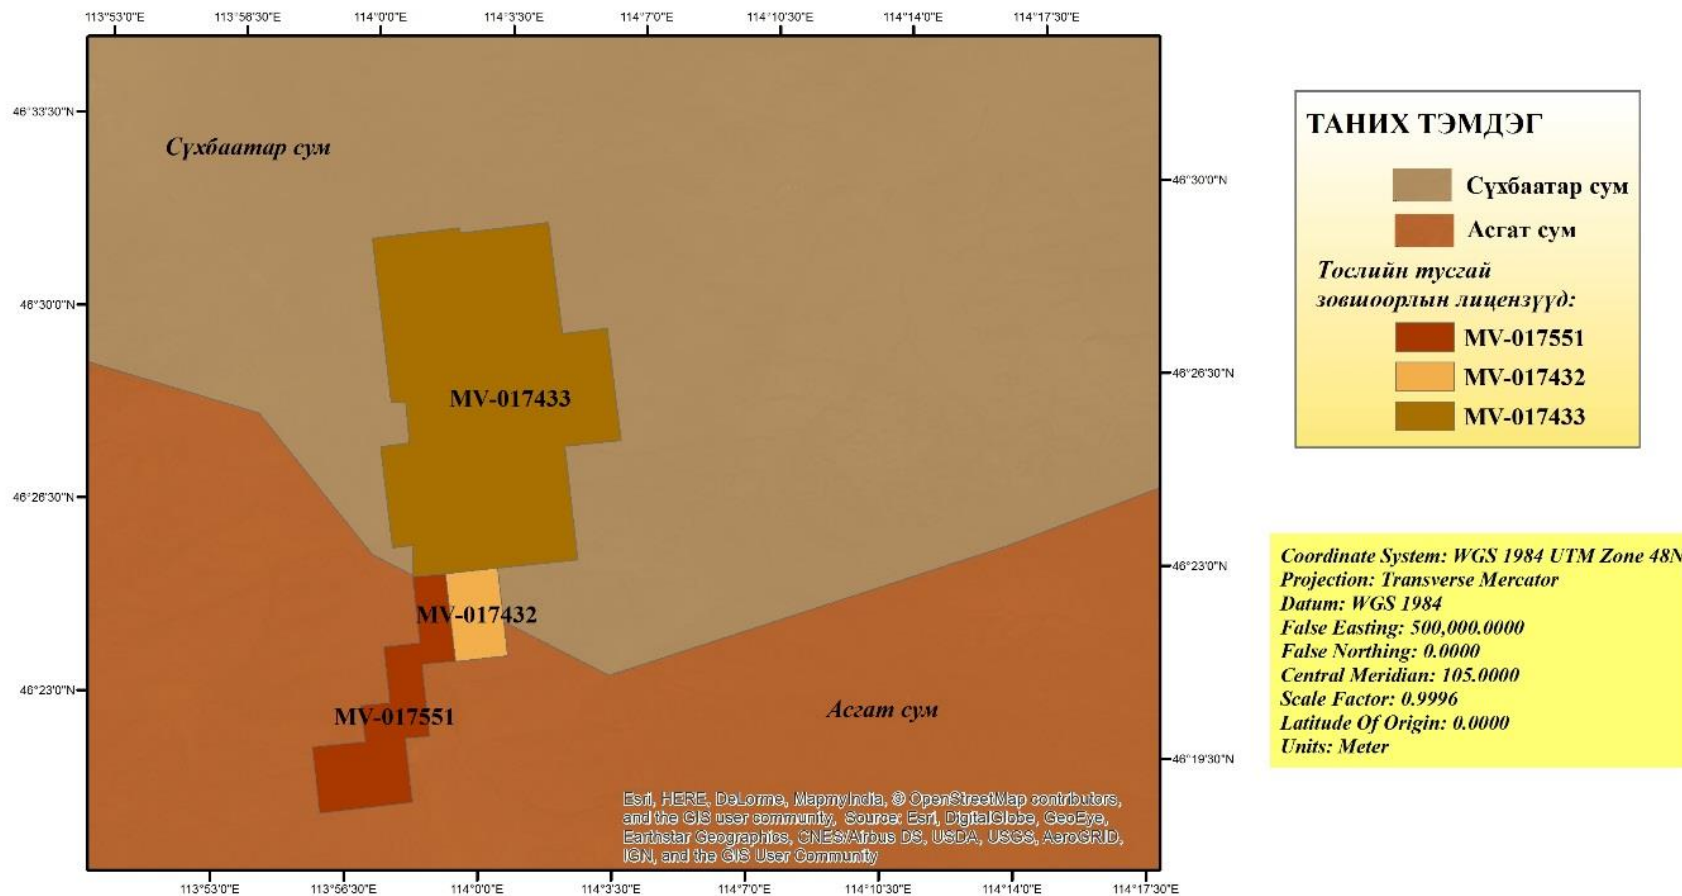 113°53'0"E 113°56'30"E 114°0'0"E 114°3'30"E 114°7'0"E 114°10'30"E 114°14'0"E 114°17'30"E
46°33'30"N
Сүхбаатар сум
46°30'0"N
46°30'0"N
46°26'30"N
MV-017433
46°26'30"N
46°23'0"N
MV-017432
46°23'0"N
MV-017551
Асгат сум
46°19'30"N
Esri, HERE, DeLorme, MapmyIndia, © OpenStreetMap contributors,
and the GIS user community, Source: Esri, DigitalGlobe, GeoEye,
Earthstar Geographics, CNES/Airbus DS, USDA, USGS, AeroGRID,
IGN, and the GIS User Community
113°53'0"E 113°56'30"E 114°0'0"E 114°3'30"E 114°7'0"E 114°10'30"E 114°14'0"E 114°17'30"E
ТАНИХ ТЭМДЭГ
Сүхбаатар сум
Асгат сум
Төслийн тусгай
зөвшөөрлын лицензүүд:
MV-017551
MV-017432
MV-017433
Coordinate System: WGS 1984 UTM Zone 48N
Projection: Transverse Mercator
Datum: WGS 1984
False Easting: 500,000.0000
False Northing: 0.0000
Central Meridian: 105.0000
Scale Factor: 0.9996
Latitude Of Origin: 0.0000
Units: Meter